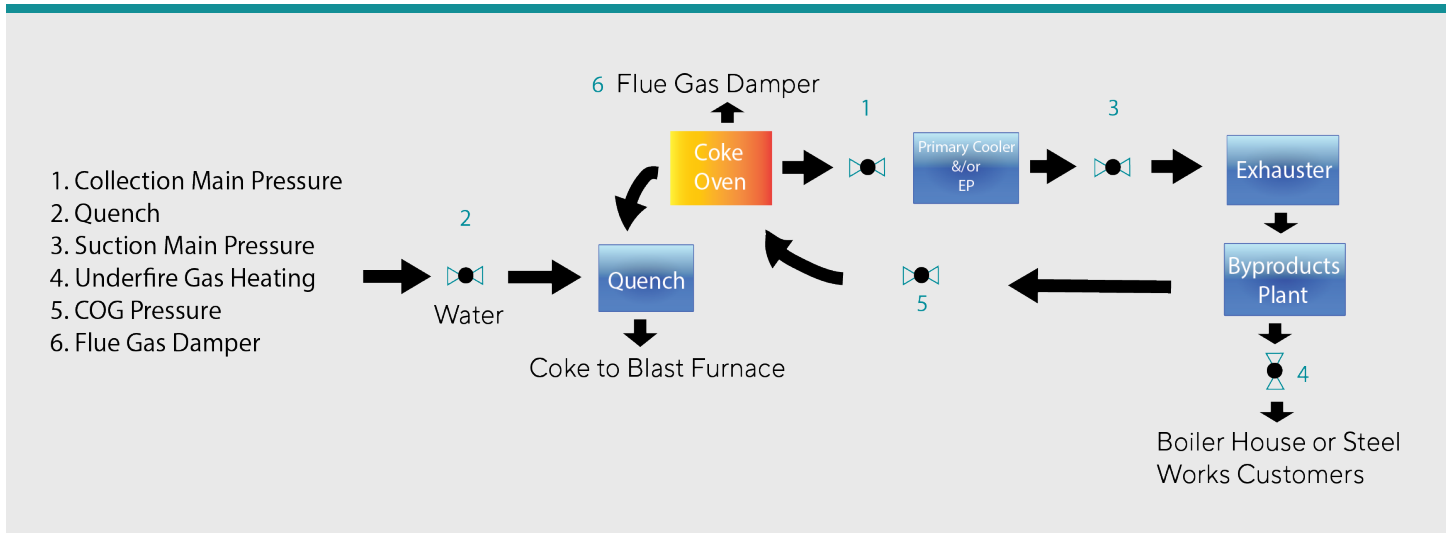 6 Flue Gas Damper
1
3
Coke
Oven
Primary Cooler
&/or
EP
Exhauster
1. Collection Main Pressure
2. Quench
3. Suction Main Pressure
4. Underfire Gas Heating
5. COG Pressure
6. Flue Gas Damper
2
Water
Quench
Coke to Blast Furnace
5
Byproducts
Plant
4
Boiler House or Steel
Works Customers